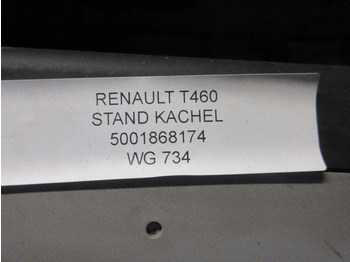 RENAULT T460
STAND KACHEL
5001868174
WG 734